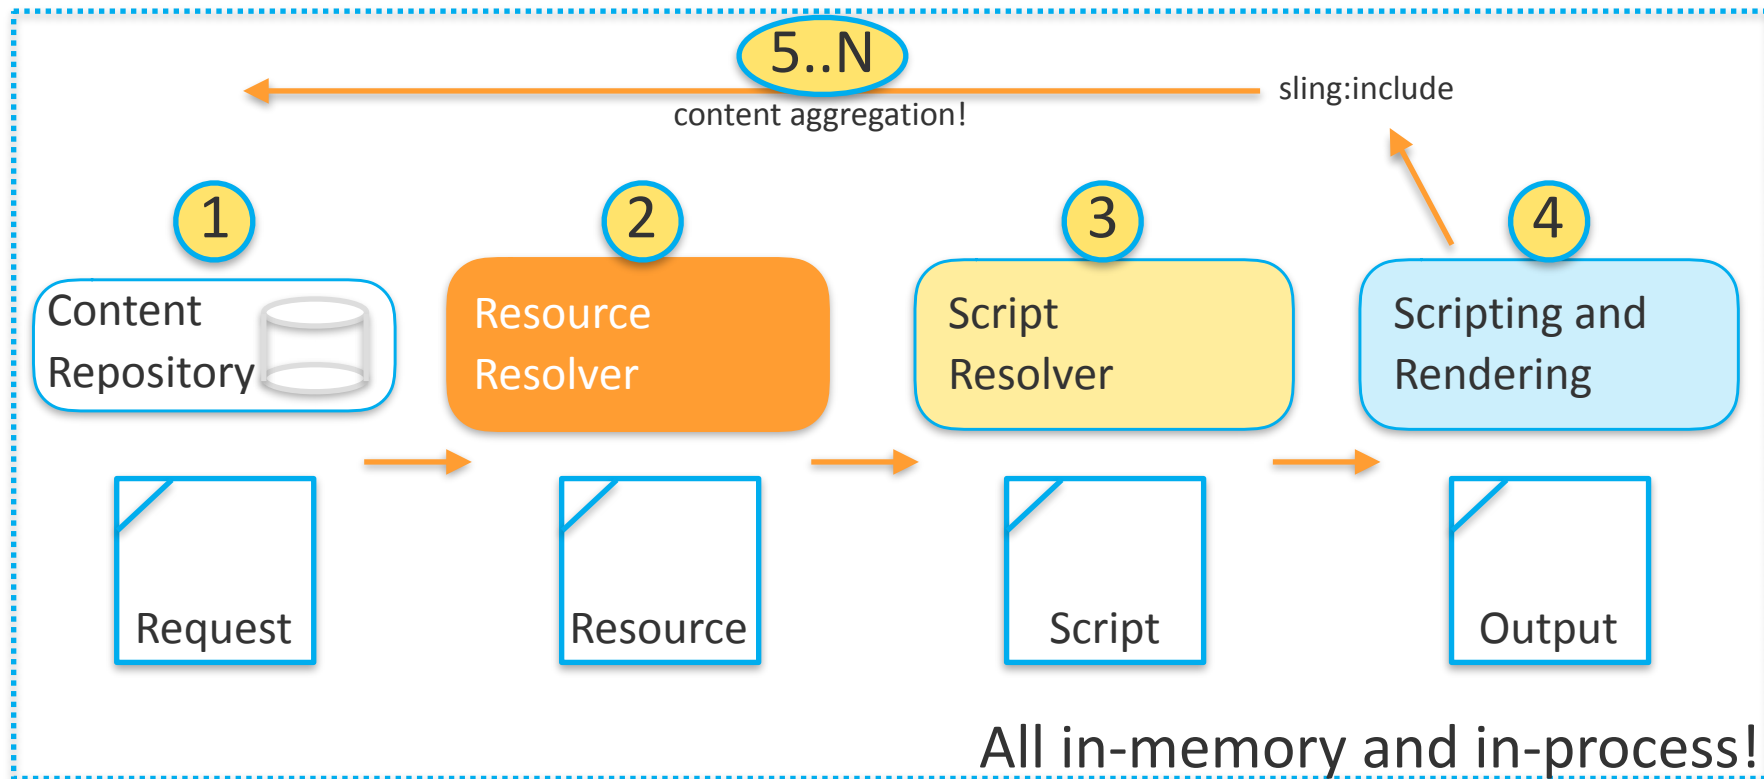 5..N
sling:include
content aggregation!
1
2
3
4
Content
Repository
Resource
Resolver
Script
Resolver
Scripting and
Rendering
Request
Resource
Script
Output
All in-memory and in-process!